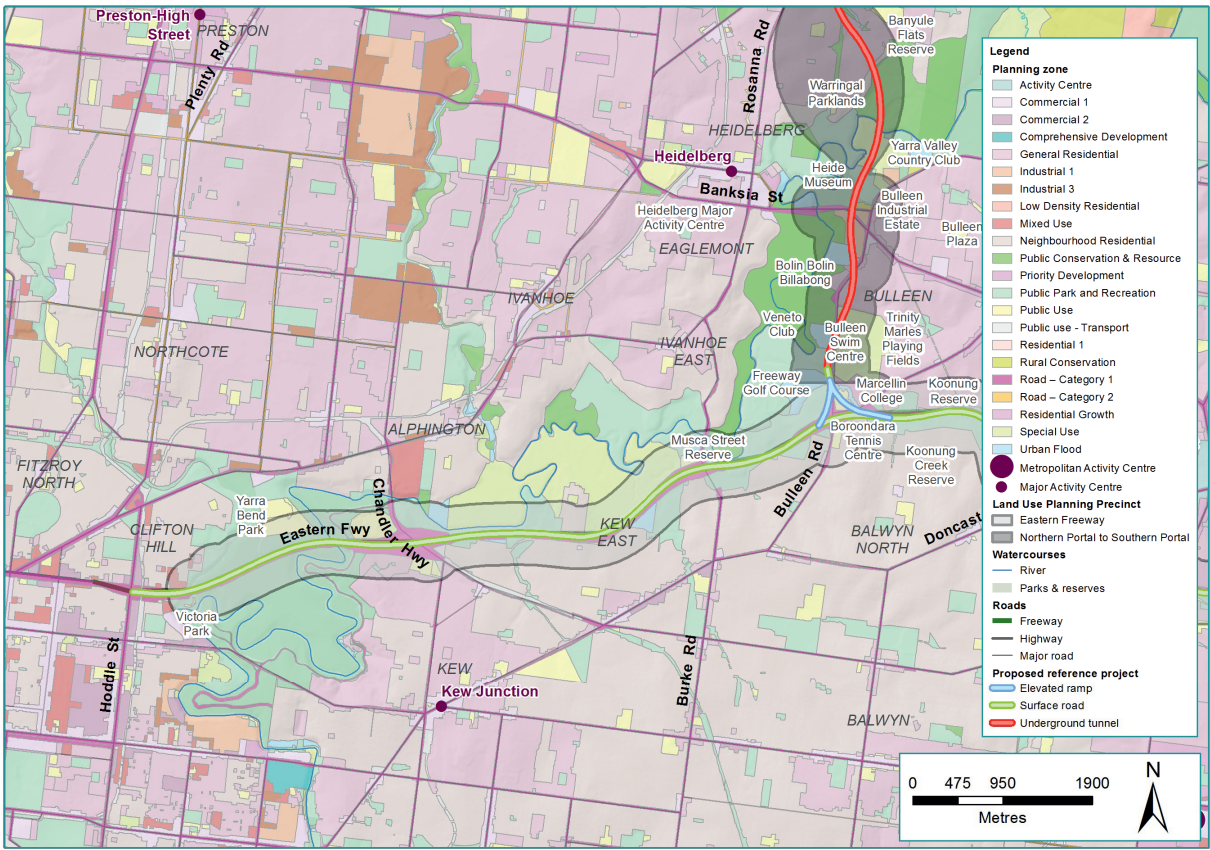 Preston-High
Street
PRESTON
Plenty Rd
Rosanna Rd
Banyule
Flats
Reserve
Warringal
Parklands
HEIDELBERG
Heidelberg
Yarra Valley
Country Club
Heide
Museum
Banksia St
Heidelberg Major
Activity Centre
Bulleen
Industrial
Estate
Bulleen
Plaza
EAGLEMONT
Bolin Bolin
Billabong
IVANHOE
BULLEEN
Veneto
Club
Bulleen
Swim
Centre
Trinity
Marles
Playing
Fields
NORTHCOTE
IVANHOE
EAST
Freeway
Golf Course
Marcellin
College
Koonung
Reserve
ALPHINGTON
Musca Street
Reserve
Boroondara
Tennis
Centre
Koonung
Creek
Reserve
FITZROY
NORTH
Chandler Hwy
Bulleen Rd
Yarra
Bend
Park
CLIFTON
HILL
Eastern Fwy
KEW
EAST
BALWYN
NORTH
Doncast
Victoria
Park
Hoddle St
KEW
Kew Junction
Burke Rd
BALWYN
Legend
Planning zone
Activity Centre
Commercial 1
Commercial 2
Comprehensive Development
General Residential
Industrial 1
Industrial 3
Low Density Residential
Mixed Use
Neighbourhood Residential
Public Conservation & Resource
Priority Development
Public Park and Recreation
Public Use
Public use - Transport
Residential 1
Rural Conservation
Road – Category 1
Road – Category 2
Residential Growth
Special Use
Urban Flood
Metropolitan Activity Centre
Major Activity Centre
Land Use Planning Precinct
Eastern Freeway
Northern Portal to Southern Portal
Watercourses
River
Parks & reserves
Roads
Freeway
Highway
Major road
Proposed reference project
Elevated ramp
Surface road
Underground tunnel
0 475 950 1900
Metres
N